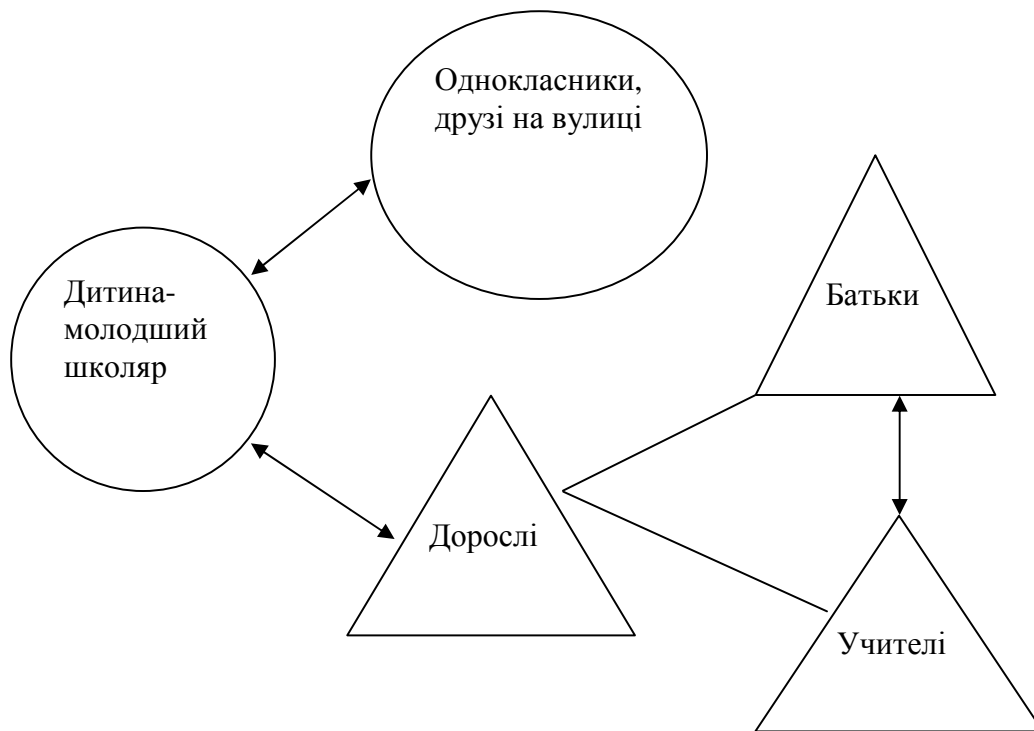 Однокласники,
друзі на вулиці
Дитина-
молодший
школяр
Батьки
Дорослі
Учителі